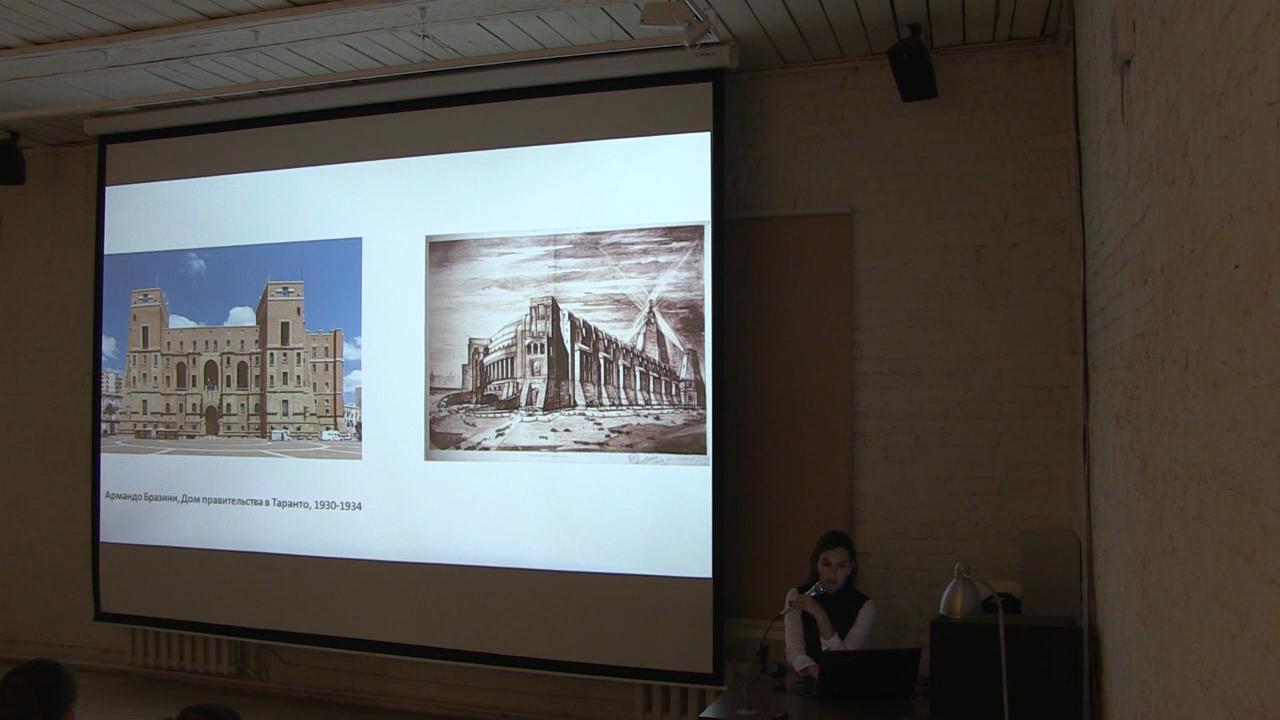 Армандо Бразини, Дом правительства в Таранто, 1930-1934